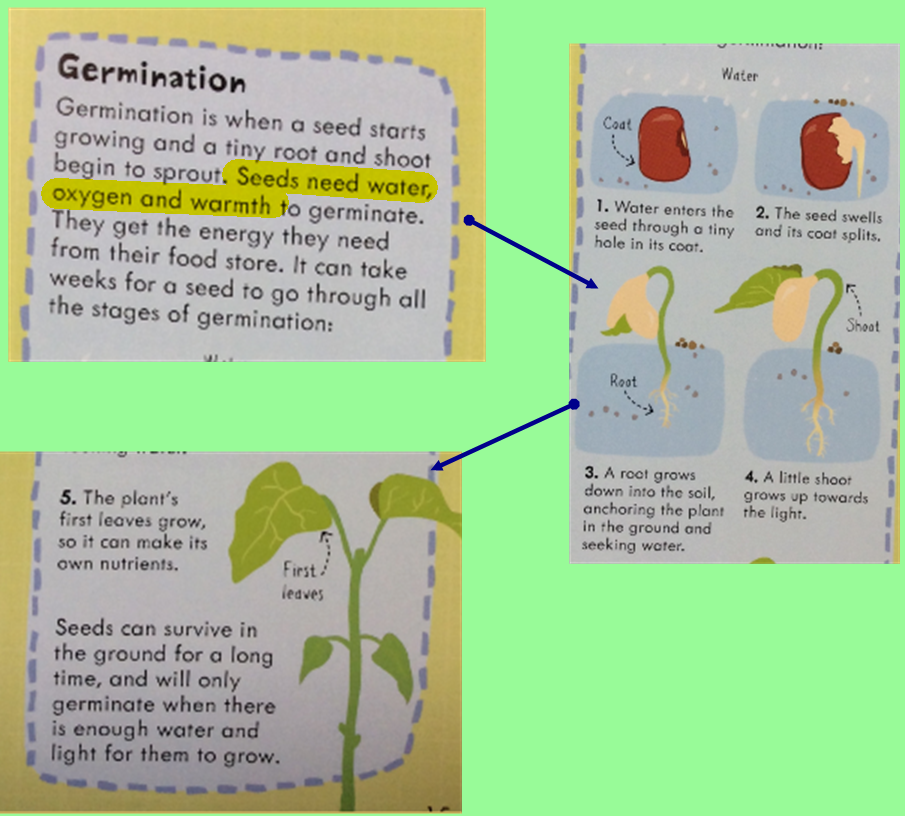 Germination
Germination is when a seed starts
growing and a tiny root and shoot
begin to sprout. Seeds need water,
oxygen and warmth to germinate.
They get the energy they need
from their food store. It can take
weeks for a seed to go through all
the stages of germination:
Water
Coat
1. Water enters the
seed through a tiny
hole in its coat.
2. The seed swells
and its coat splits.
Shoot
Root
3. A root grows
down into the soil,
anchoring the plant
in the ground and
seeking water.
4. A little shoot
grows up towards
the light.
5. The plant's
first leaves grow,
so it can make its
own nutrients.
First
leaves
Seeds can survive in
the ground for a long
time, and will only
germinate when there
is enough water and
light for them to grow.